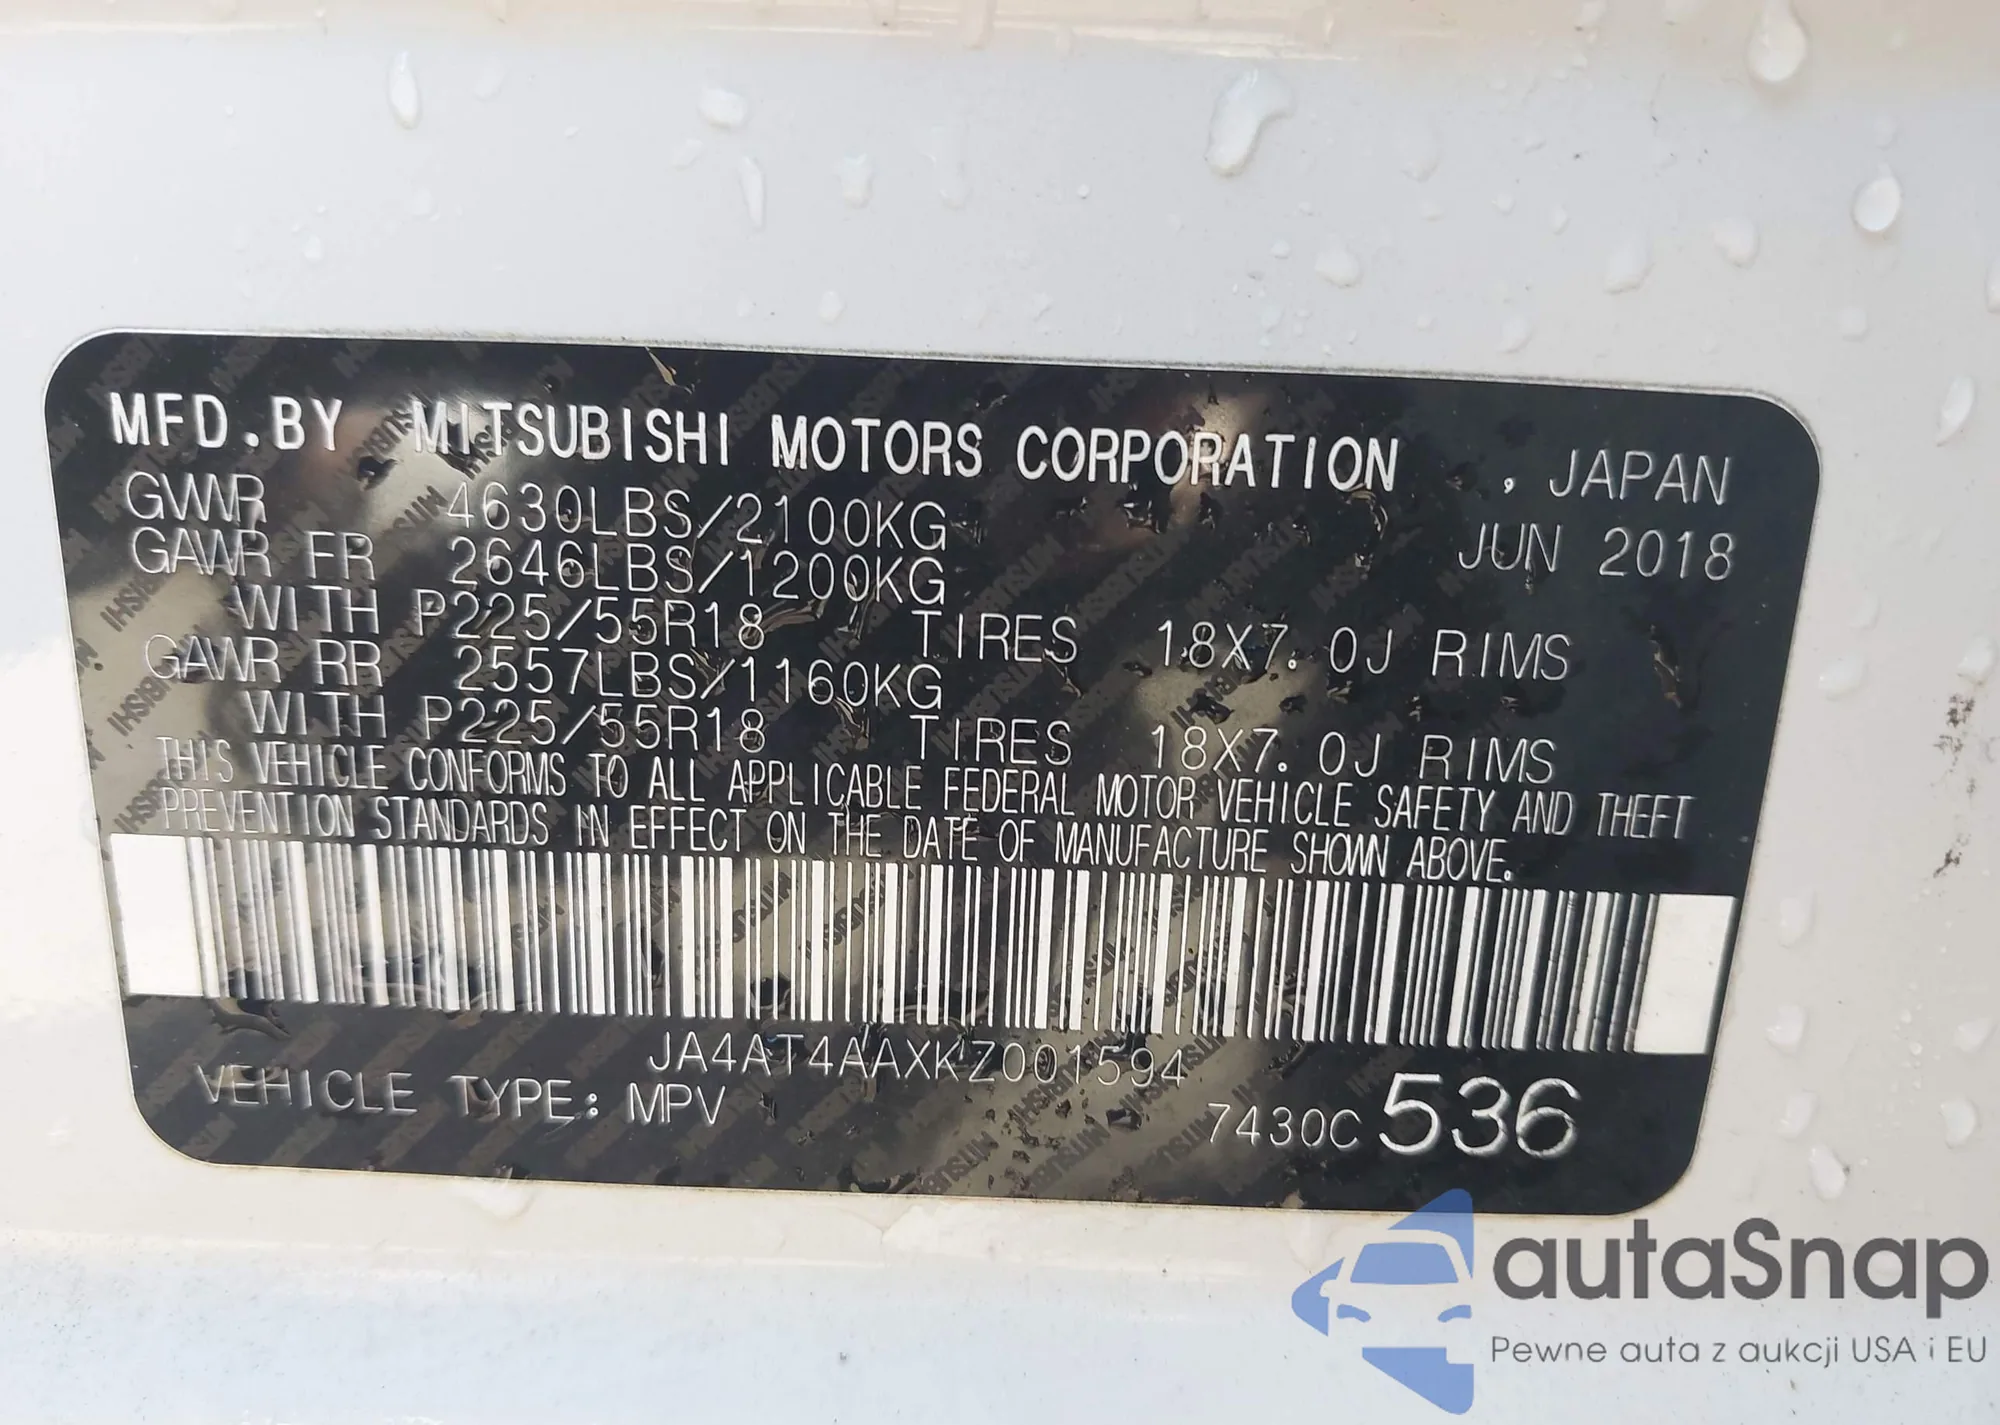 MFD.BY MITSUBISHI MOTORS CORPORATION , JAPAN
GVWR 4630LBS/2100KG JUN 2018
GAWR FR 2646LBS/1200KG
WITH P225/55R18 TIRES 18X7.0J RIMS
GAWR RR 2557LBS/1160KG
WITH P225/55R18 TIRES 18X7.0J RIMS
THIS VEHICLE CONFORMS TO ALL APPLICABLE FEDERAL MOTOR VEHICLE SAFETY AND THEFT
PREVENTION STANDARDS IN EFFECT ON THE DATE OF MANUFACTURE SHOWN ABOVE.
JA4AT4AAXKZ001594
VEHICLE TYPE: MPV 7430C 536
autaSnap
Pewne auta z aukcji USA i EU